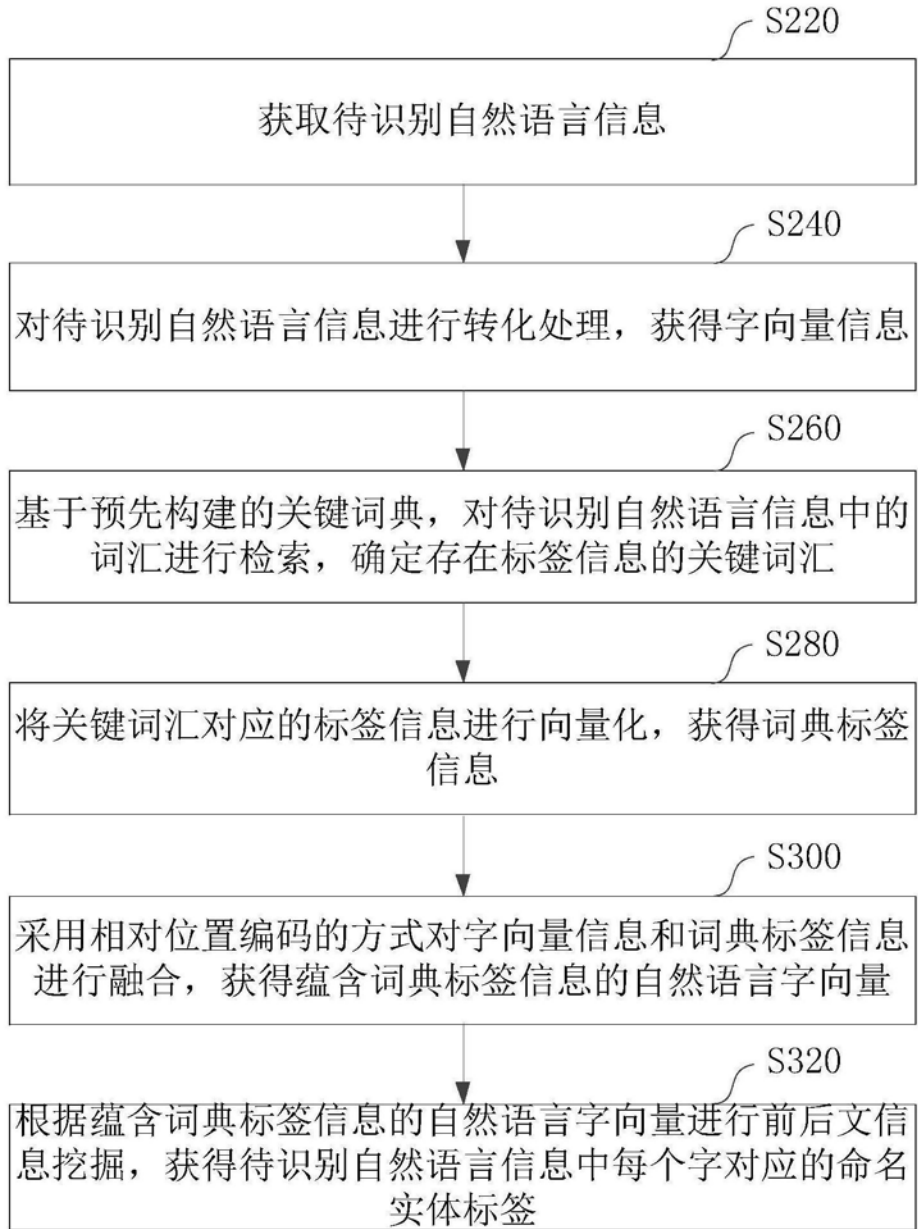 S220
获取待识别自然语言信息
S240
对待识别自然语言信息进行转化处理，获得字向量信息
S260
基于预先构建的关键词典，对待识别自然语言信息中的
词汇进行检索，确定存在标签信息的关键词汇
S280
将关键词汇对应的标签信息进行向量化，获得词典标签
信息
S300
采用相对位置编码的方式对字向量信息和词典标签信息
进行融合，获得蕴含词典标签信息的自然语言字向量
S320
根据蕴含词典标签信息的自然语言字向量进行前后文信
息挖掘，获得待识别自然语言信息中每个字对应的命名
实体标签